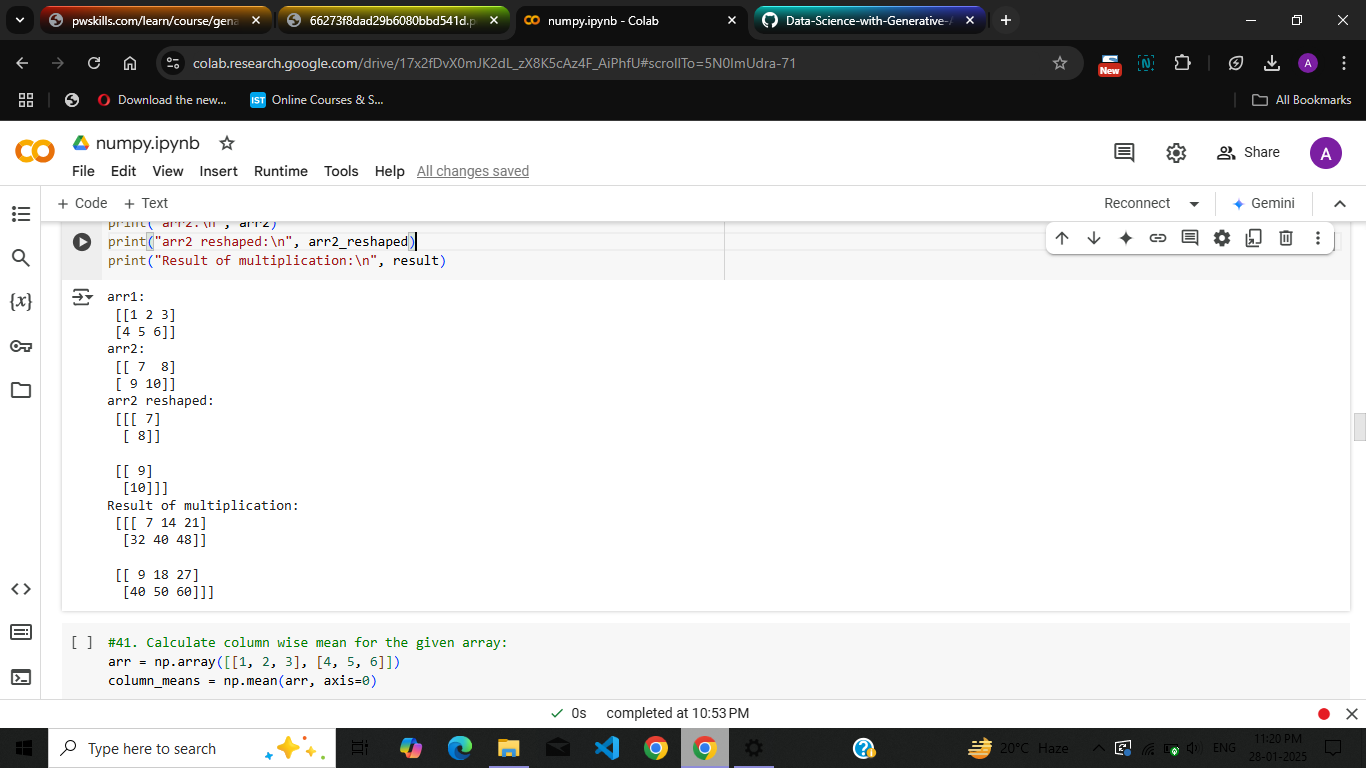 pwskills.com/learn/course/gena
66273f8dad29b6080bbd541d.p
numpy.ipynb - Colab
Data-Science-with-Generative-
colab.research.google.com/drive/17x2fDvX0mJK2dL_zX8K5cAz4F_AiPhfU#scrollTo=5N0ImUdra-71
New
N
A
Download the new...
IST Online Courses & S...
All Bookmarks
CO numpy.ipynb
File Edit View Insert Runtime Tools Help All changes saved
Share
A
+ Code + Text
Reconnect
Gemini
print("arr2:\n", arr2)
print("arr2 reshaped:\n", arr2_reshaped)
print("Result of multiplication:\n", result)
arr1:
[[1 2 3]
[4 5 6]]
arr2:
[[ 7  8]
[ 9 10]]
arr2 reshaped:
[[[ 7]
[ 8]]
[[ 9]
[10]]]
Result of multiplication:
[[[ 7 14 21]
[32 40 48]]
[[ 9 18 27]
[40 50 60]]]
[ ] #41. Calculate column wise mean for the given array:
arr = np.array([[1, 2, 3], [4, 5, 6]])
column_means = np.mean(arr, axis=0)
{x}
0s completed at 10:53 PM
Type here to search
20°C Haze
ENG
11:20 PM
28-01-2025